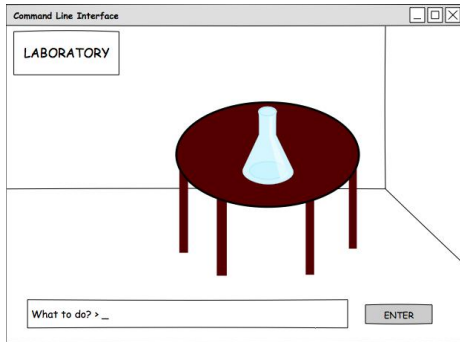 Command Line Interface
LABORATORY
What to do? > _
ENTER